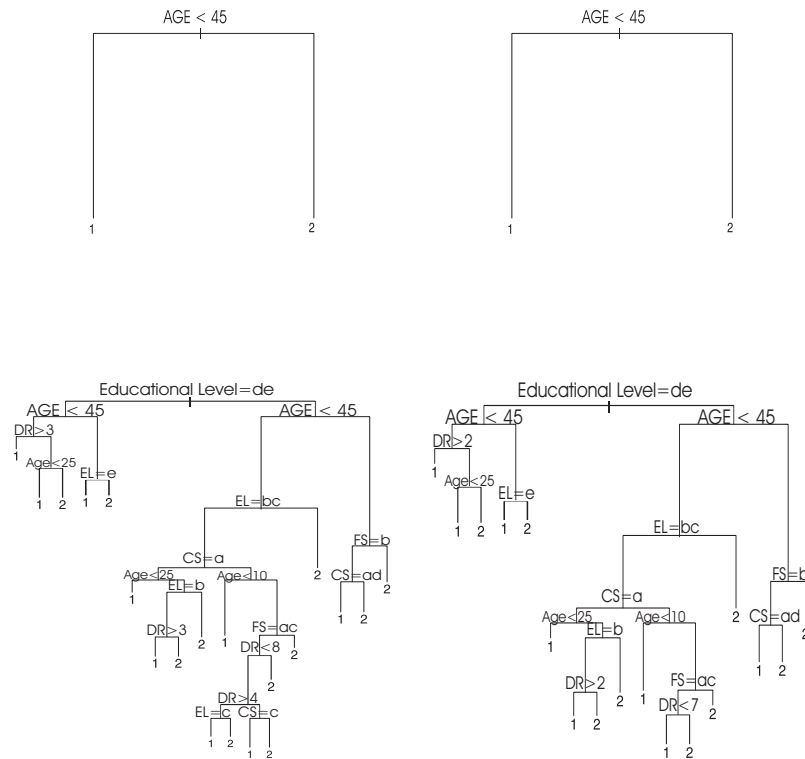 AGE < 45
1 2
AGE < 45
1 2
Educational Level=de
AGE < 45 AGE < 45
DR>3
1 Age<25
EL=e
1 2 1 2
EL=bc
FS=b
CS=a 2 2
Age<25 Age<10 CS=ad
EL=b
1 1 2
FS=ac
DR>3 1 2
DR<8 2
1 2
2
DR>4
EL=c CS=c
1 2 1 2
Educational Level=de
AGE < 45 AGE < 45
DR>2
1
Age<25 EL=e
1 2 1 2
EL=bc
FS=b
CS=a
Age<25 Age<10 2 CS=ad
1 EL=b 2
1 2
DR>2 FS=ac
2 1
DR<7 2
1 2
1 2